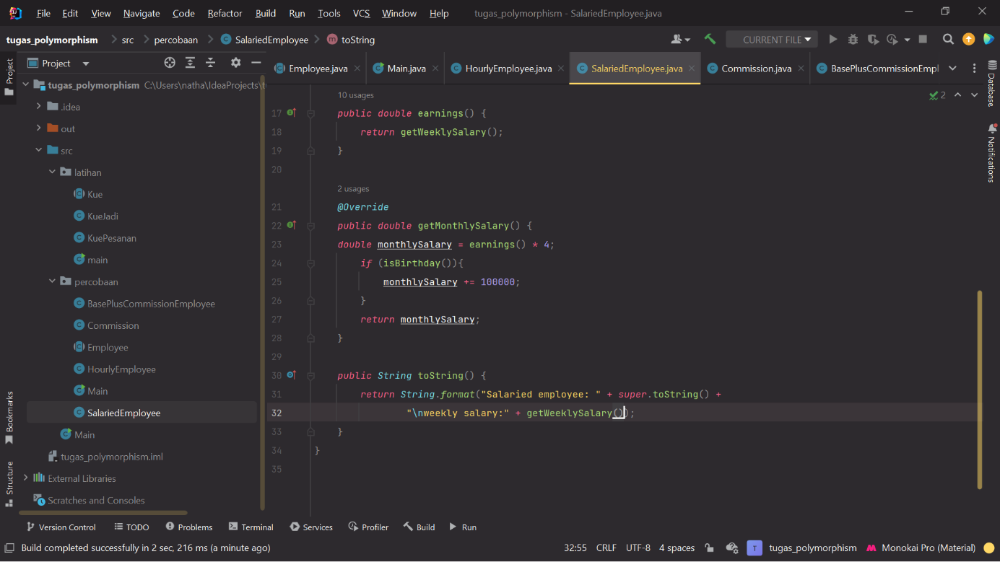 File Edit View Navigate Code Refactor Build Run Tools VCS Window Help tugas_polymorphism - SalariedEmployee.java
tugas_polymorphism src percobaan SalariedEmployee toString CURRENT FILE
Project
Employee.java Main.java HourlyEmployee.java SalariedEmployee.java Commission.java BasePlusCommissionEmpl
Project
Bookmarks
Structure
tugas_polymorphism C:\Users\natha\IdeaProjects\t
.idea
out
src
latihan
Kue
KueJadi
KuePesanan
main
percobaan
BasePlusCommissionEmployee
Commission
Employee
HourlyEmployee
Main
SalariedEmployee
Main
tugas_polymorphism.iml
External Libraries
Scratches and Consoles
10 usages
2
17 public double earnings() {
18 return getWeeklySalary();
19 }
20
2 usages
21 @Override
22 public double getMonthlySalary() {
23 double monthlySalary = earnings() * 4;
24 if (isBirthday()){
25 monthlySalary += 100000;
26 }
27 return monthlySalary;
28 }
29
30 public String toString() {
31 return String.format("Salaried employee: " + super.toString() +
32 "\nweekly salary:" + getWeeklySalary());
33 }
34 }
35
Database
Notifications
Version Control TODO Problems Terminal Services Profiler Build Run
Build completed successfully in 2 sec, 216 ms (a minute ago) 32:55 CRLF UTF-8 4 spaces T tugas_polymorphism Monokai Pro (Material)